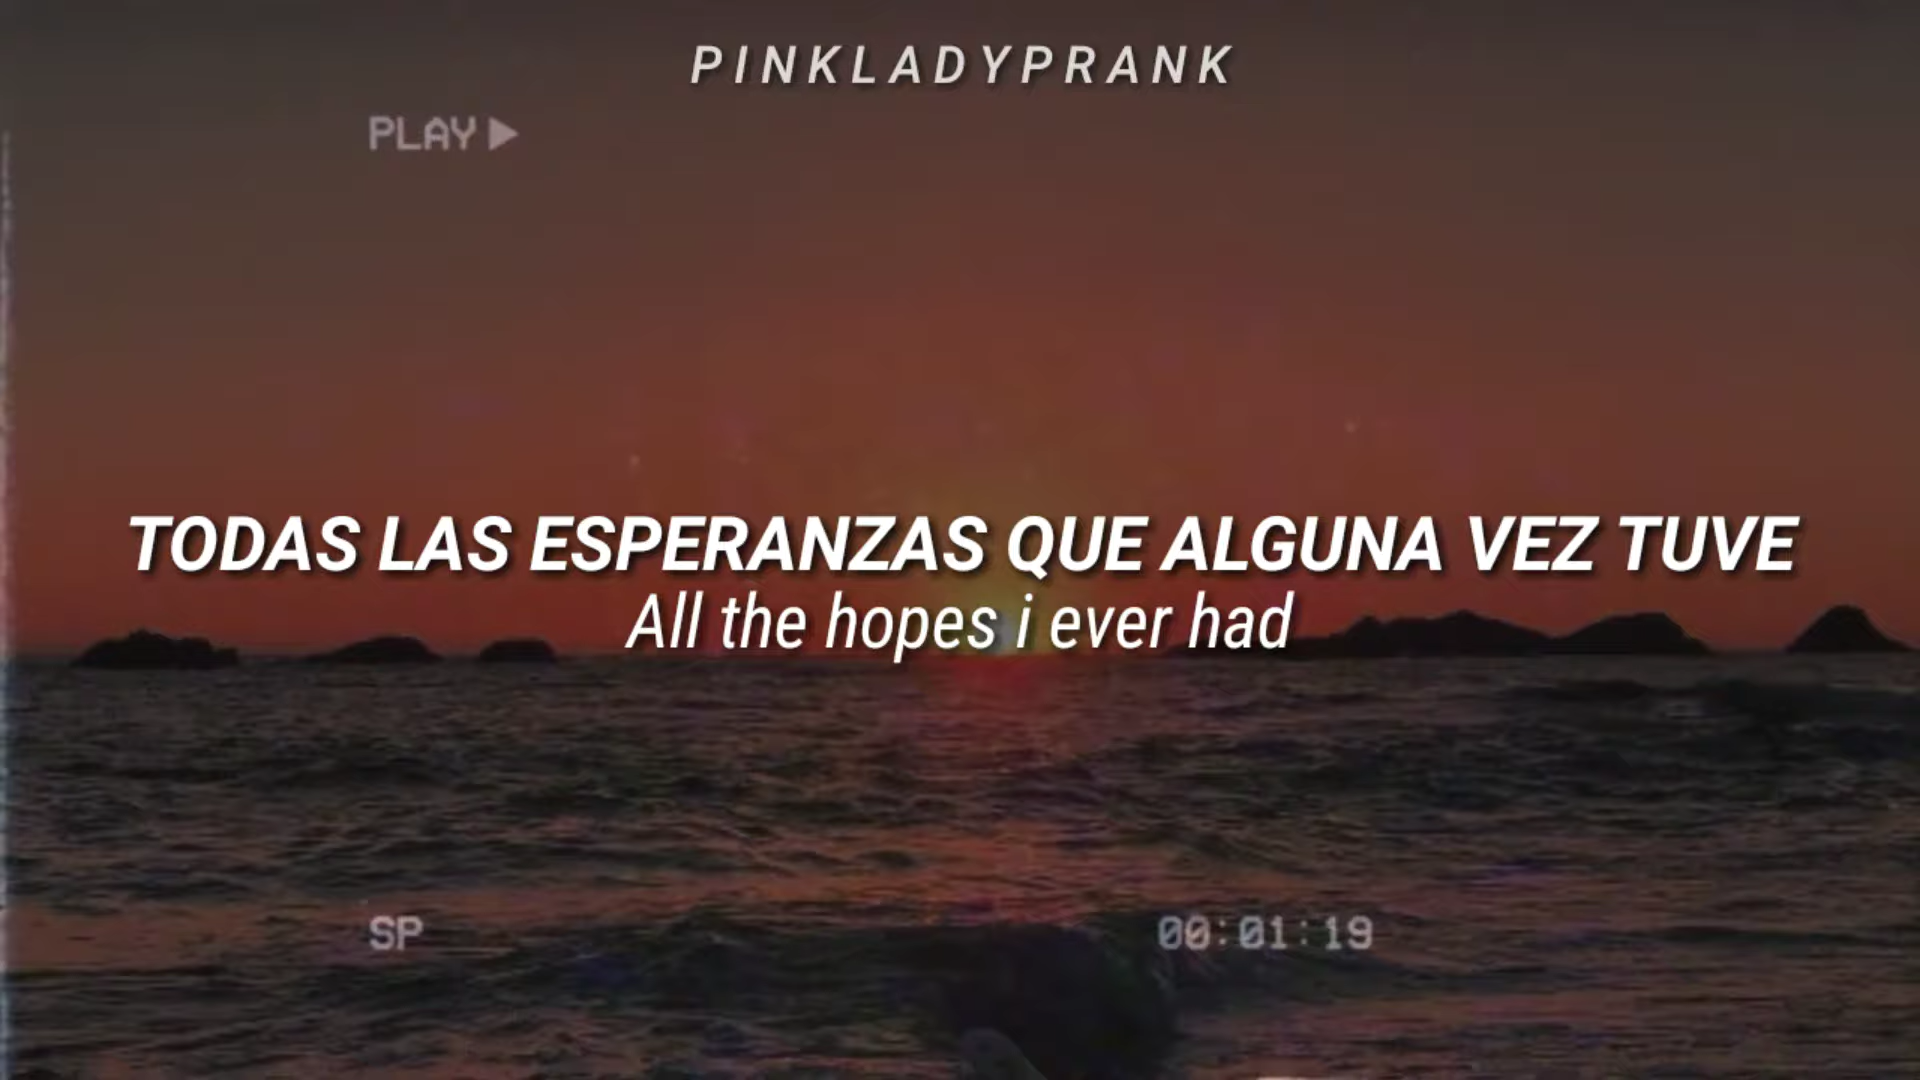 PINKLADYPRANK
PLAY ▶
TODAS LAS ESPERANZAS QUE ALGUNA VEZ TUVE
All the hopes i ever had
SP
00:01:19